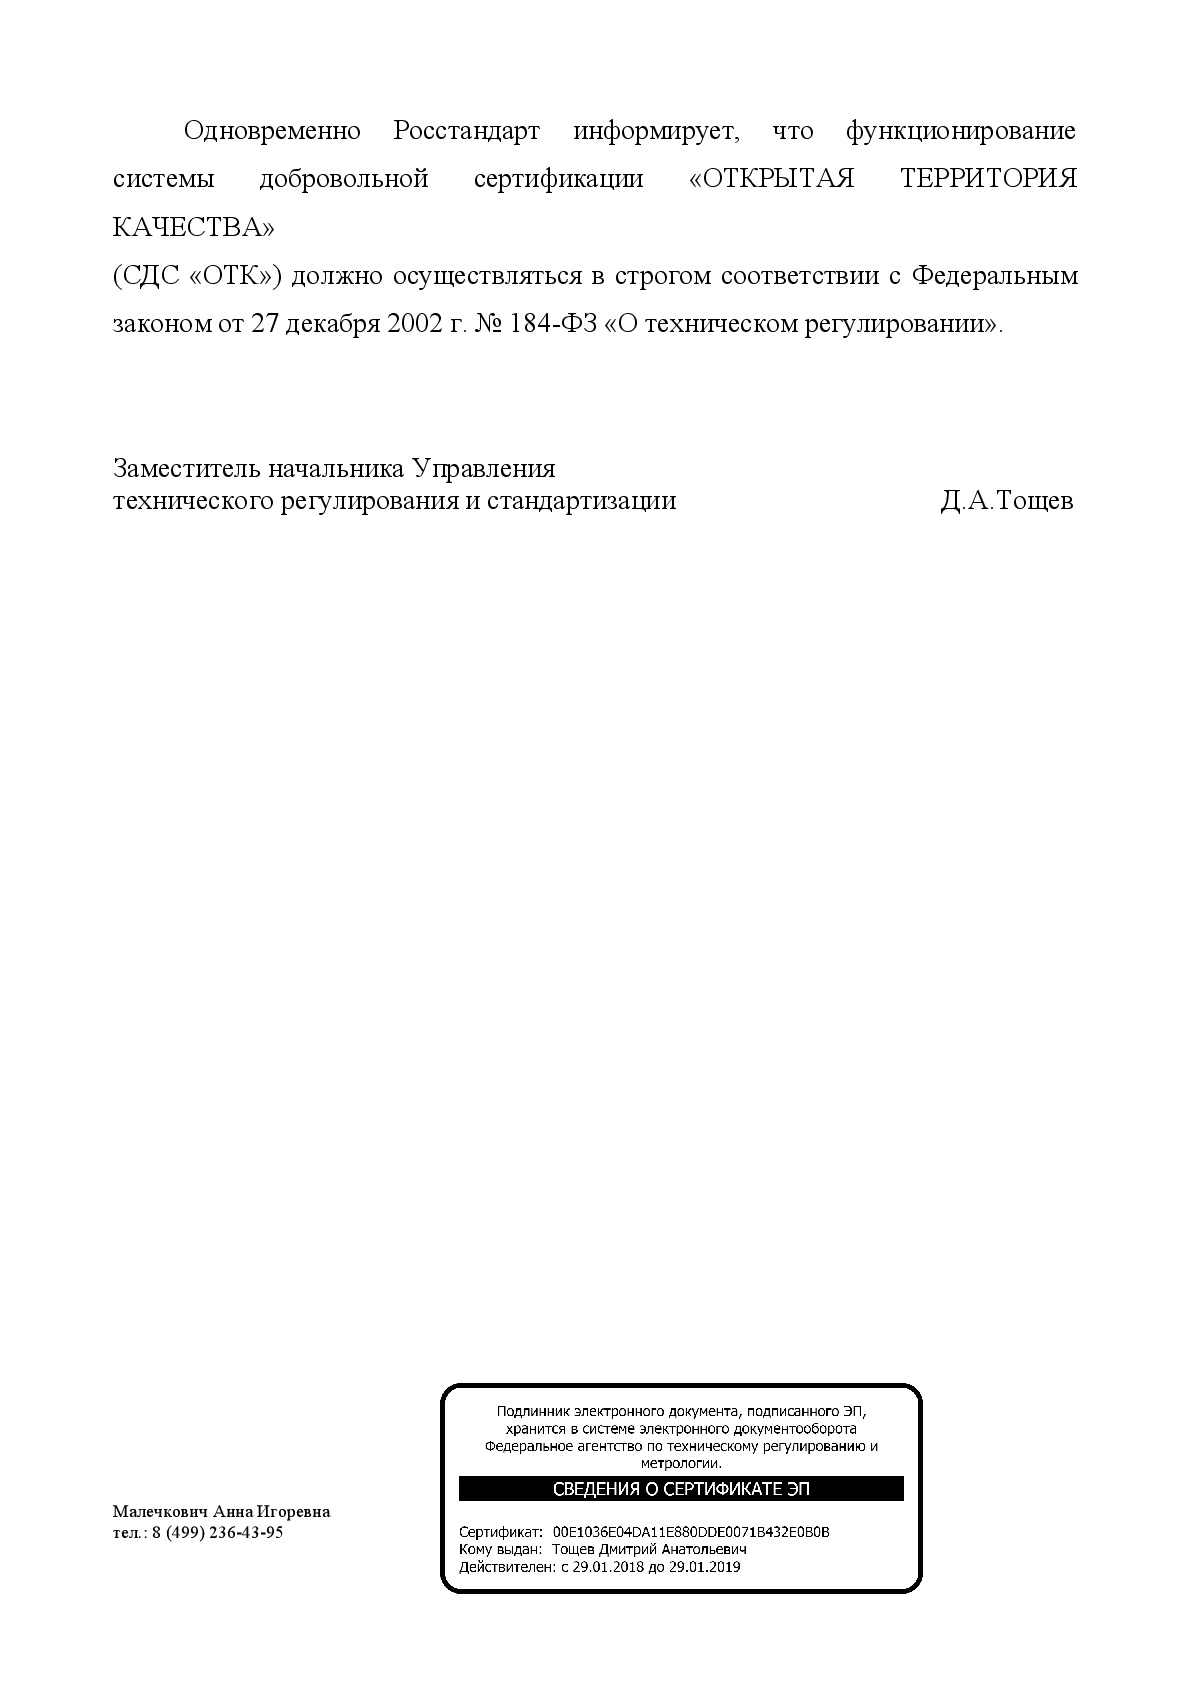 Одновременно Росстандарт информирует, что функционирование
системы добровольной сертификации «ОТКРЫТАЯ ТЕРРИТОРИЯ
КАЧЕСТВА»
(СДС «ОТК») должно осуществляться в строгом соответствии с Федеральным
законом от 27 декабря 2002 г. № 184-ФЗ «О техническом регулировании».
Заместитель начальника Управления
технического регулирования и стандартизации Д.А.Тощев
Подлинник электронного документа, подписанного ЭП,
хранится в системе электронного документооборота
Федеральное агентство по техническому регулированию и
метрологии.
СВЕДЕНИЯ О СЕРТИФИКАТЕ ЭП
Малечкович Анна Игоревна
тел.: 8 (499) 236-43-95
Сертификат: 00E1036E04DA11E880DDE0071B432E0B0B
Кому выдан: Тощев Дмитрий Анатольевич
Действителен: с 29.01.2018 до 29.01.2019